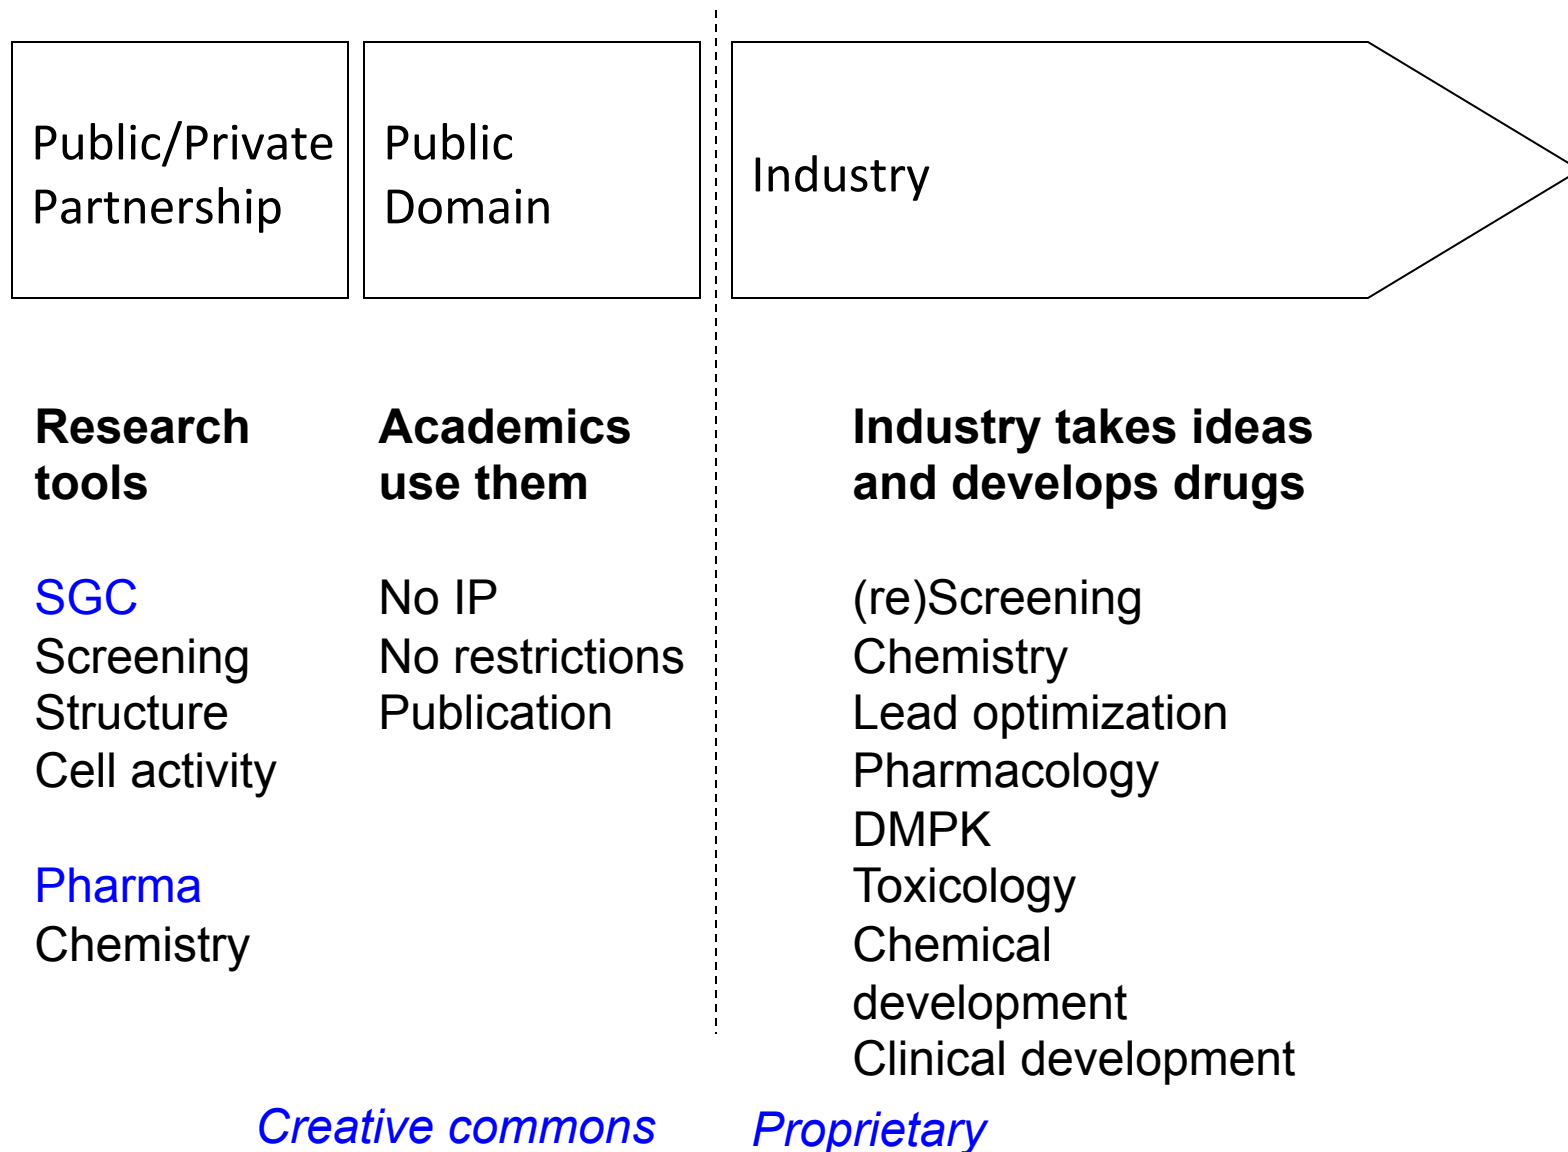 Public/Private
Partnership
Public
Domain
Industry
Research
tools
SGC
Screening
Structure
Cell activity
Pharma
Chemistry
Academics
use them
No IP
No restrictions
Publication
Industry takes ideas
and develops drugs
(re)Screening
Chemistry
Lead optimization
Pharmacology
DMPK
Toxicology
Chemical
development
Clinical development
Creative commons
Proprietary